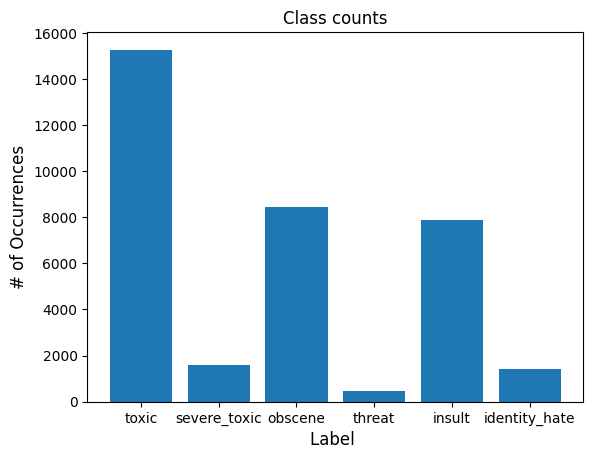 Class counts
# of Occurrences
16000
14000
12000
10000
8000
6000
4000
2000
0
toxic severe_toxic obscene threat insult identity_hate
Label